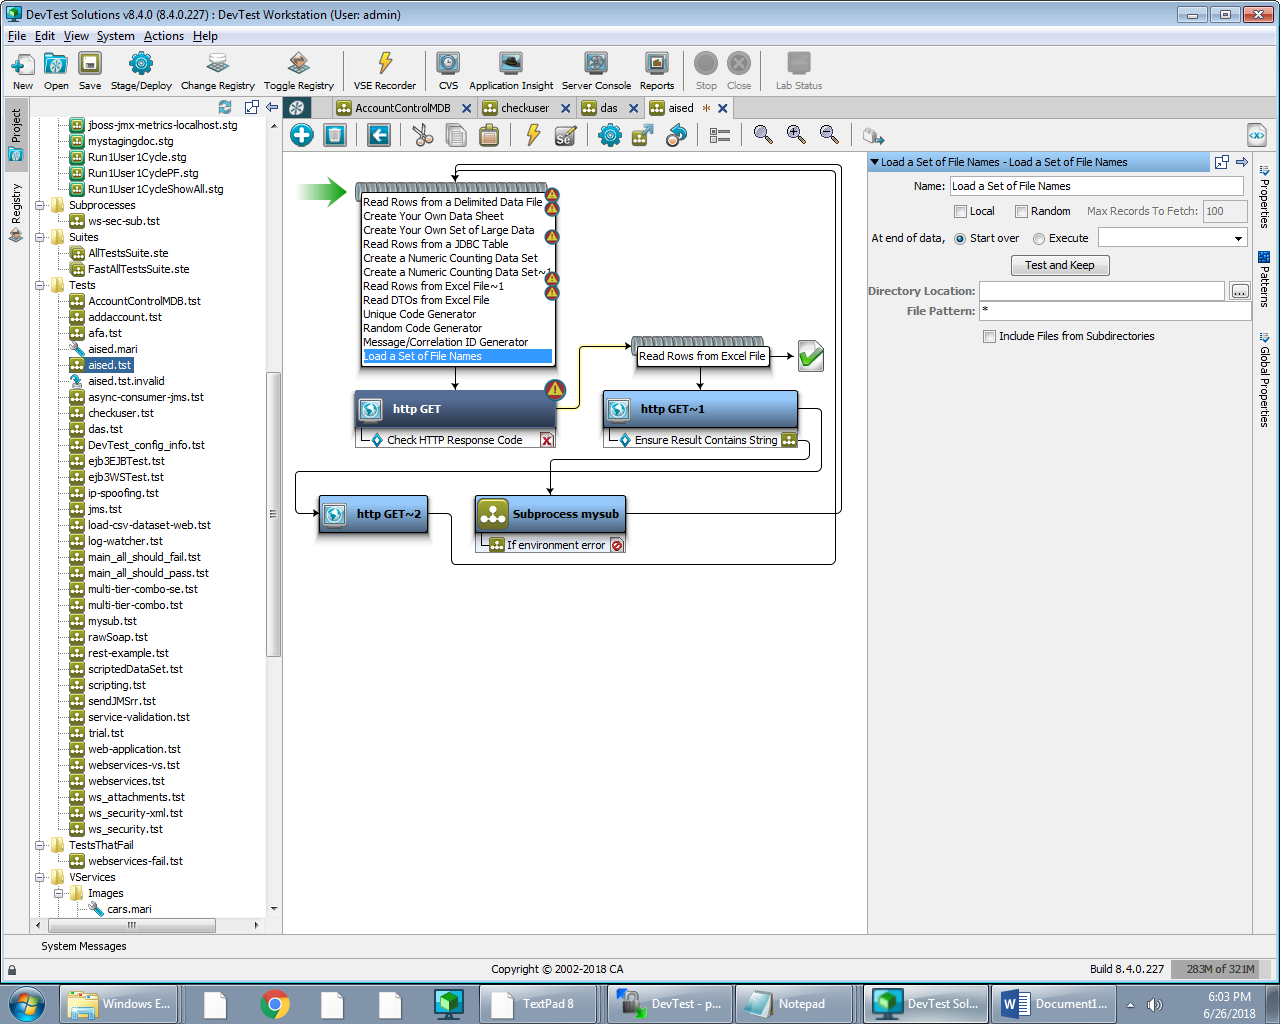 DevTest Solutions v8.4.0 (8.4.0.227) : DevTest Workstation (User: admin)
File Edit View System Actions Help
New Open Save Stage/Deploy Change Registry Toggle Registry VSE Recorder CVS Application Insight Server Console Reports Stop Close Lab Status
Project
Registry
AccountControlMDB checkuser das aised
jboss-jmx-metrics-localhost.stg
mystagingdoc.stg
Run1User1Cycle.stg
Run1User1CyclePF.stg
Run1User1CycleShowAll.stg
Subprocesses
ws-sec-sub.tst
Suites
AllTestsSuite.ste
FastAllTestsSuite.ste
Tests
AccountControlMDB.tst
addaccount.tst
afa.tst
aised.mari
aised.tst
aised.tst.invalid
async-consumer-jms.tst
checkuser.tst
das.tst
DevTest_config_info.tst
ejb3EJBTest.tst
ejb3WSTest.tst
ip-spoofing.tst
jms.tst
load-csv-dataset-web.tst
log-watcher.tst
main_all_should_fail.tst
main_all_should_pass.tst
multi-tier-combo-se.tst
multi-tier-combo.tst
mysub.tst
rawSoap.tst
rest-example.tst
scriptedDataSet.tst
scripting.tst
sendJMSrr.tst
service-validation.tst
trial.tst
web-application.tst
webservices-vs.tst
webservices.tst
ws_attachments.tst
ws_security-xml.tst
ws_security.tst
TestsThatFail
webservices-fail.tst
VServices
Images
cars.mari
Read Rows from a Delimited Data File
Create Your Own Data Sheet
Create Your Own Set of Large Data
Read Rows from a JDBC Table
Create a Numeric Counting Data Set
Create a Numeric Counting Data Set~1
Read Rows from Excel File~1
Read DTOs from Excel File
Unique Code Generator
Random Code Generator
Message/Correlation ID Generator
Load a Set of File Names
http GET
Check HTTP Response Code
Read Rows from Excel File
http GET~1
Ensure Result Contains String
http GET~2
Subprocess mysub
If environment error
Load a Set of File Names - Load a Set of File Names
Name: Load a Set of File Names
Local Random Max Records To Fetch: 100
At end of data, Start over Execute
Test and Keep
Directory Location: ...
File Pattern: *
Include Files from Subdirectories
Properties
Patterns
Global Properties
System Messages
Copyright © 2002-2018 CA
Build 8.4.0.227 283M of 321M
Windows E... TextPad 8 DevTest - p... Notepad DevTest Sol... Document1... 6:03 PM
6/26/2018